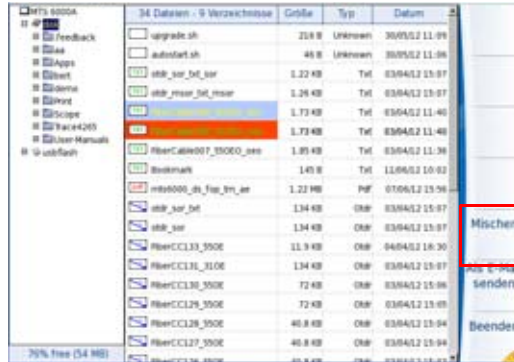 MTS 6000A
disk
Feedback
aa
Apps
bert
demo
Print
iScope
Trace4265
User-Manuals
usbflash
76% free (54 MB)
34 Dateien - 9 Verzeichnisse Größe Typ Datum
upgrade.sh 216 B Unknown 30/05/12 11:09
autostart.sh 46 B Unknown 30/05/12 11:06
otdr_sor_txt_sor 1.22 KB Txt 03/04/12 15:07
otdr_msor_txt_msor 1.26 KB Txt 03/04/12 15:07
1.73 KB Txt 03/04/12 11:40
1.73 KB Txt 03/04/12 11:40
fiberCable007_550EO_oeo 1.85 KB Txt 03/04/12 11:36
Bookmark 145 B Txt 11/06/12 10:02
mts6000_ds_fop_tm_ae 1.22 MB Pdf 07/06/12 15:56
otdr_sor_txt 134 KB Otdr 03/04/12 15:07
otdr_sor 134 KB Otdr 03/04/12 15:07
fiberCC133_55OE 11.9 KB Otdr 04/04/12 16:30
fiberCC131_31OE 134 KB Otdr 03/04/12 15:07
fiberCC130_55OE 72 KB Otdr 03/04/12 15:06
fiberCC129_55OE 72 KB Otdr 03/04/12 15:05
fiberCC128_55OE 40.8 KB Otdr 03/04/12 15:04
fiberCC127_55OE 40.8 KB Otdr 03/04/12 15:04
Mischen
Als E-Ma
senden
Beenden